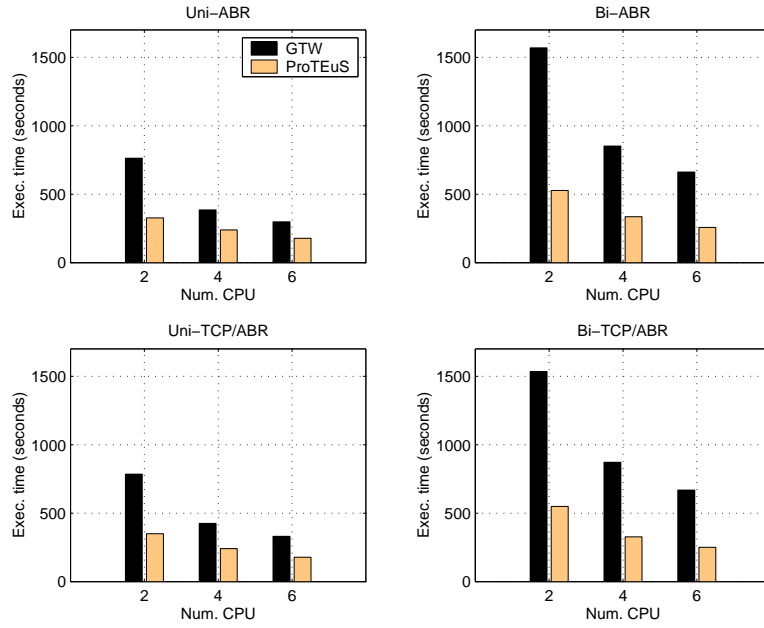 Uni−ABR
1500
1000
500
0
Exec. time (seconds)
GTW
ProTEuS
2 4 6
Num. CPU
Bi−ABR
1500
1000
500
0
Exec. time (seconds)
2 4 6
Num. CPU
Uni−TCP/ABR
1500
1000
500
0
Exec. time (seconds)
2 4 6
Num. CPU
Bi−TCP/ABR
1500
1000
500
0
Exec. time (seconds)
2 4 6
Num. CPU